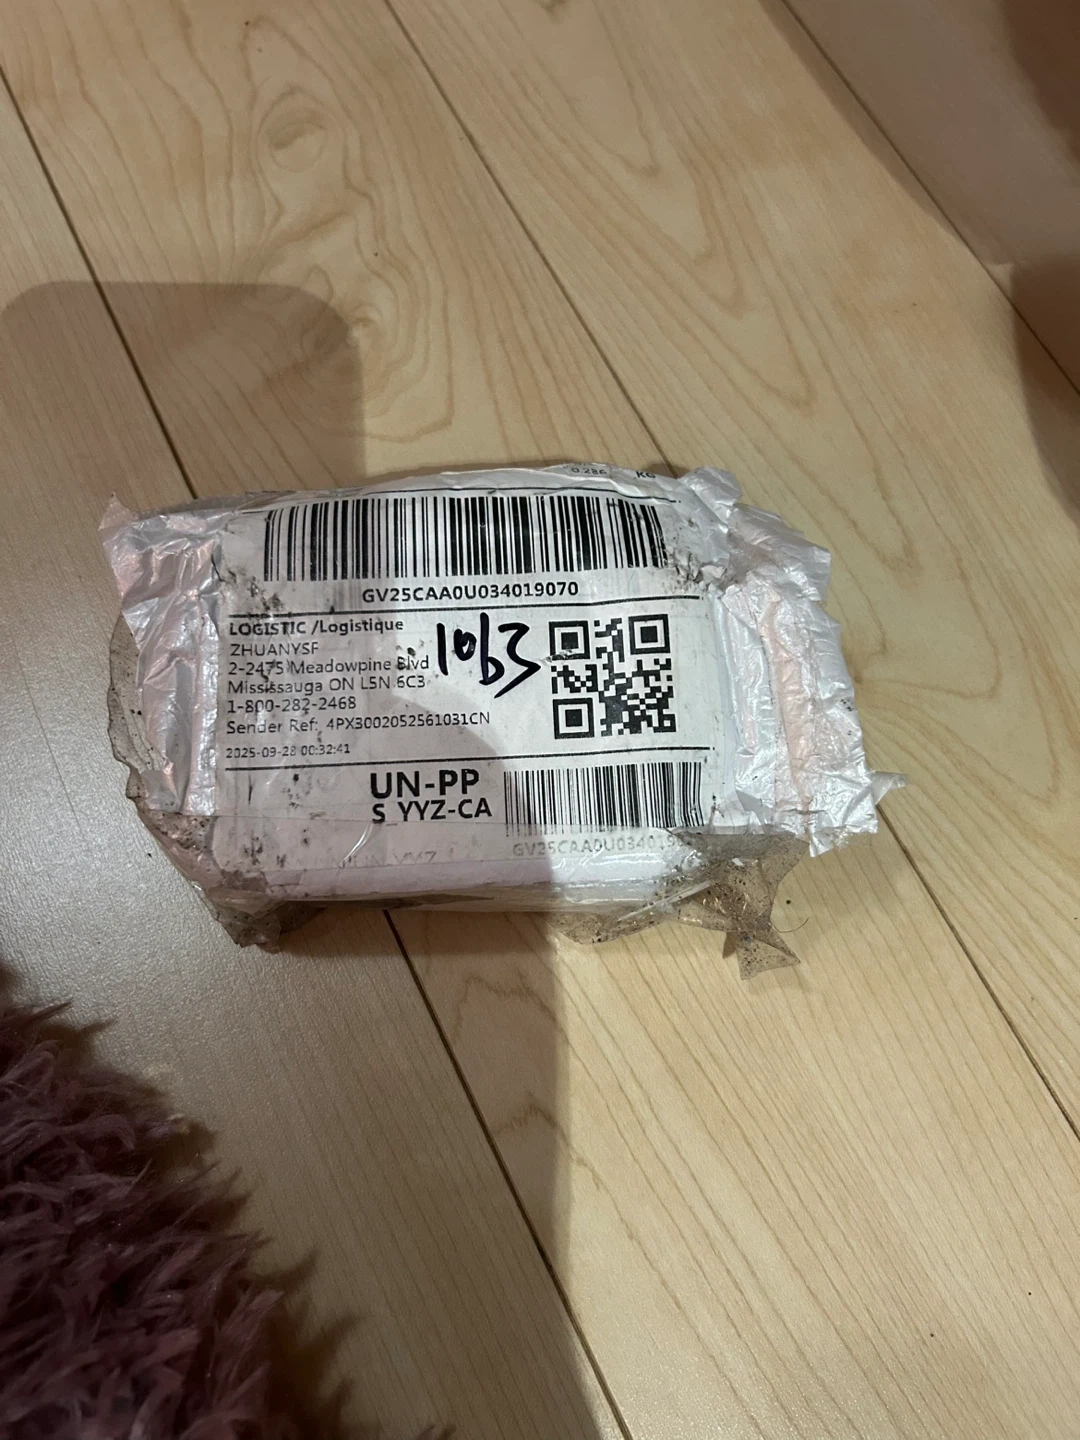 0.286 KG
GV25CAA0U034019070
LOGISTIC /Logistique
ZHUANYSF
2-2475 Meadowpine Blvd
Mississauga ON L5N 6C3
1-800-282-2468
Sender Ref: 4PX3002052561031CN
2025-09-28 00:32:41
1063
UN-PP
S YYZ-CA